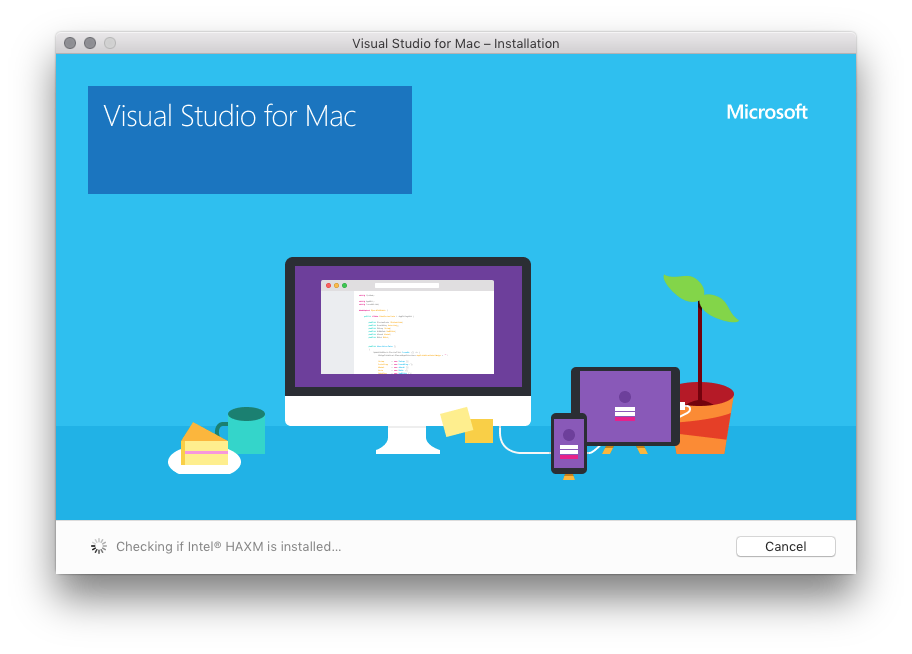 Visual Studio for Mac – Installation
Visual Studio for Mac
Microsoft
Checking if Intel® HAXM is installed...
Cancel